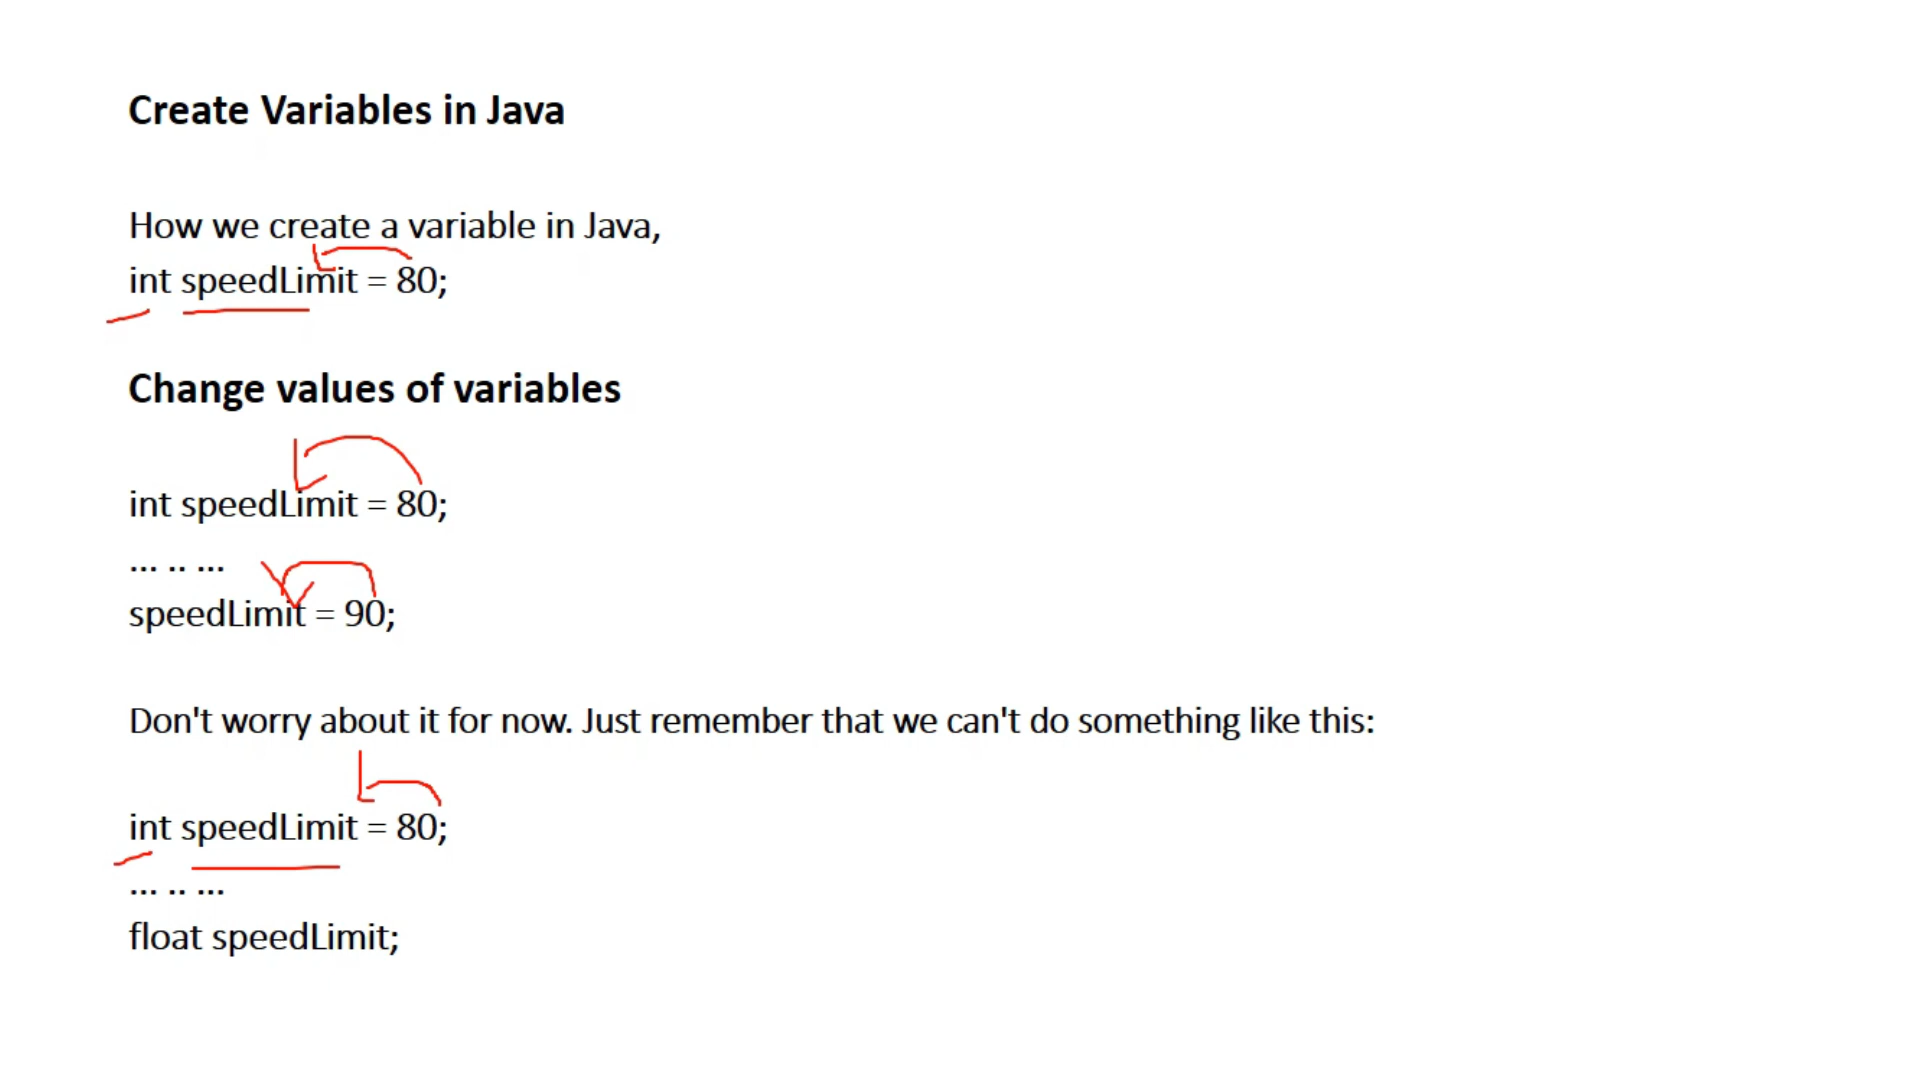 Create Variables in Java
How we create a variable in Java,
int speedLimit = 80;
Change values of variables
int speedLimit = 80;
... .. ...
speedLimit = 90;
Don't worry about it for now. Just remember that we can't do something like this:
int speedLimit = 80;
... .. ...
float speedLimit;